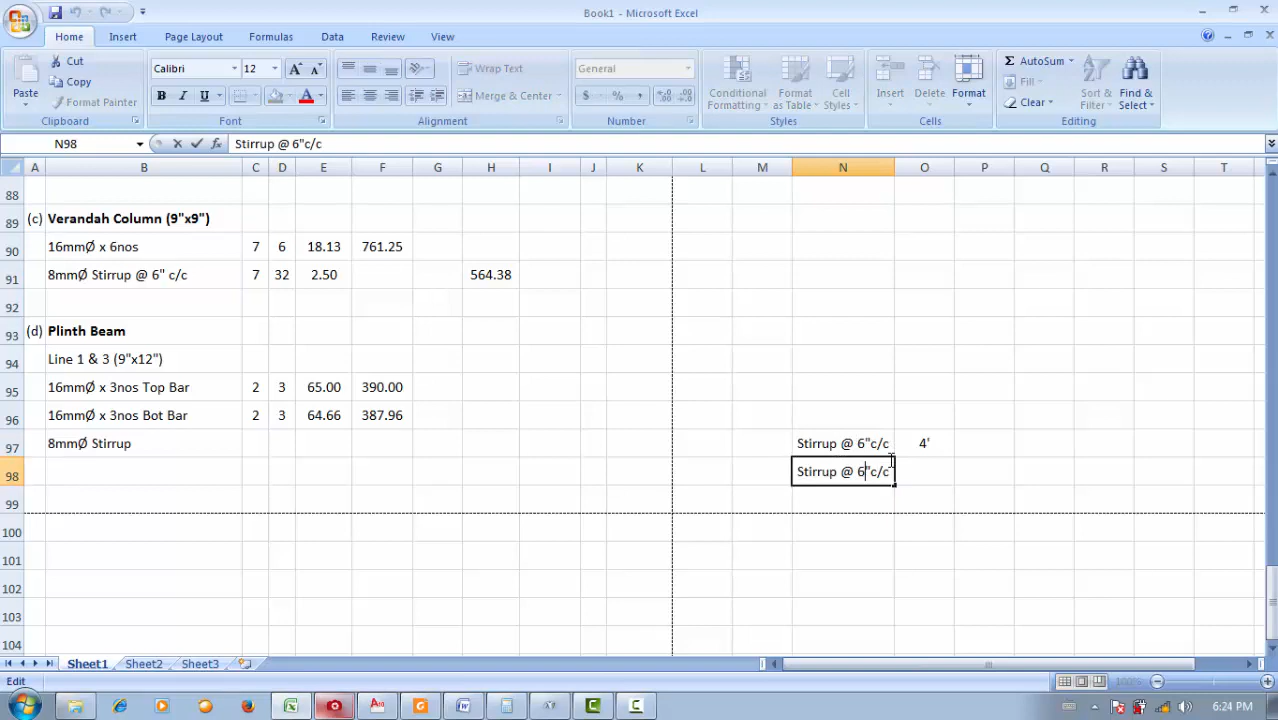 Book1 - Microsoft Excel
Home Insert Page Layout Formulas Data Review View
Cut
Copy
Format Painter
Paste
Clipboard
Calibri 12
B I U
Font
Wrap Text
Merge & Center
Alignment
General
$ % ,
Number
Conditional Formatting
Format as Table
Cell Styles
Styles
Insert Delete Format
Cells
AutoSum
Fill
Clear
Sort & Filter
Find & Select
Editing
N98 fx Stirrup @ 6"c/c
A B C D E F G H I J K L M N O P Q R S T
88
89 (c) Verandah Column (9"x9")
90 16mmØ x 6nos 7 6 18.13 761.25
91 8mmØ Stirrup @ 6" c/c 7 32 2.50 564.38
92
93 (d) Plinth Beam
94 Line 1 & 3 (9"x12")
95 16mmØ x 3nos Top Bar 2 3 65.00 390.00
96 16mmØ x 3nos Bot Bar 2 3 64.66 387.96
97 8mmØ Stirrup Stirrup @ 6"c/c 4'
98 Stirrup @ 6"c/c
99
100
101
102
103
104
Sheet1 Sheet2 Sheet3
Edit 100%
6:24 PM